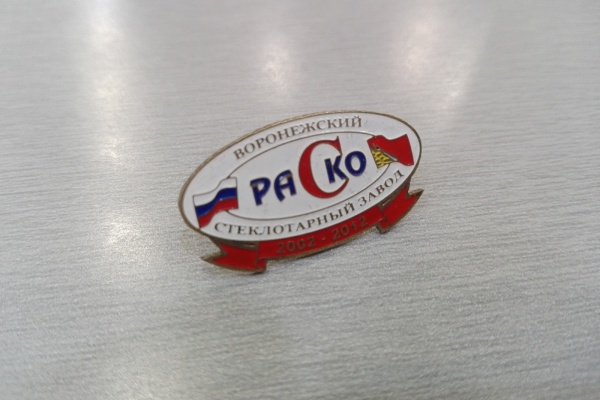 ВОРОНЕЖСКИЙ
РАСКО
СТЕКЛОТАРНЫЙ ЗАВОД
2002 - 2012